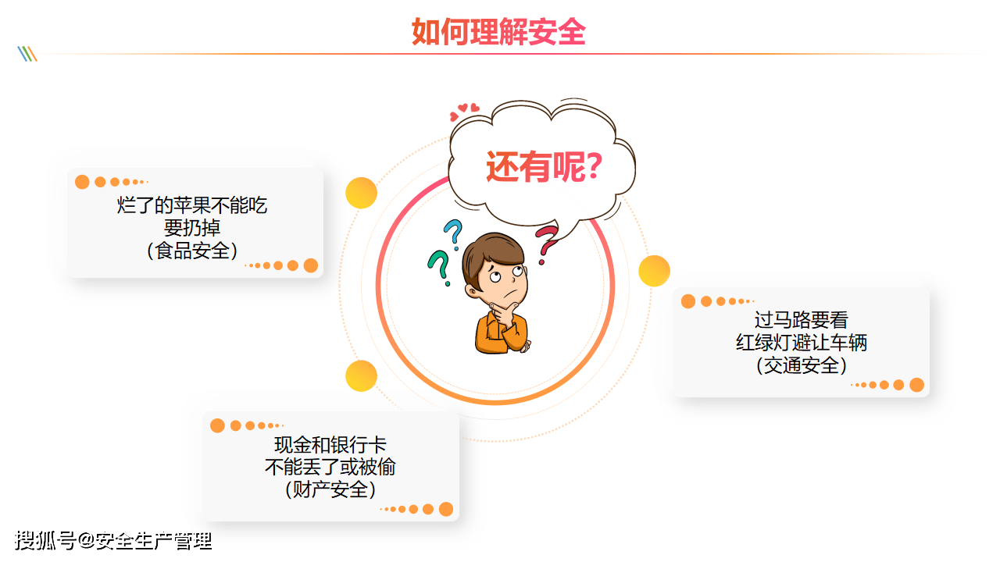 如何理解安全
还有呢?
烂了的苹果不能吃
要扔掉
（食品安全）
过马路要看
红绿灯避让车辆
（交通安全）
现金和银行卡
不能丢了或被偷
（财产安全）
搜狐号@安全生产管理